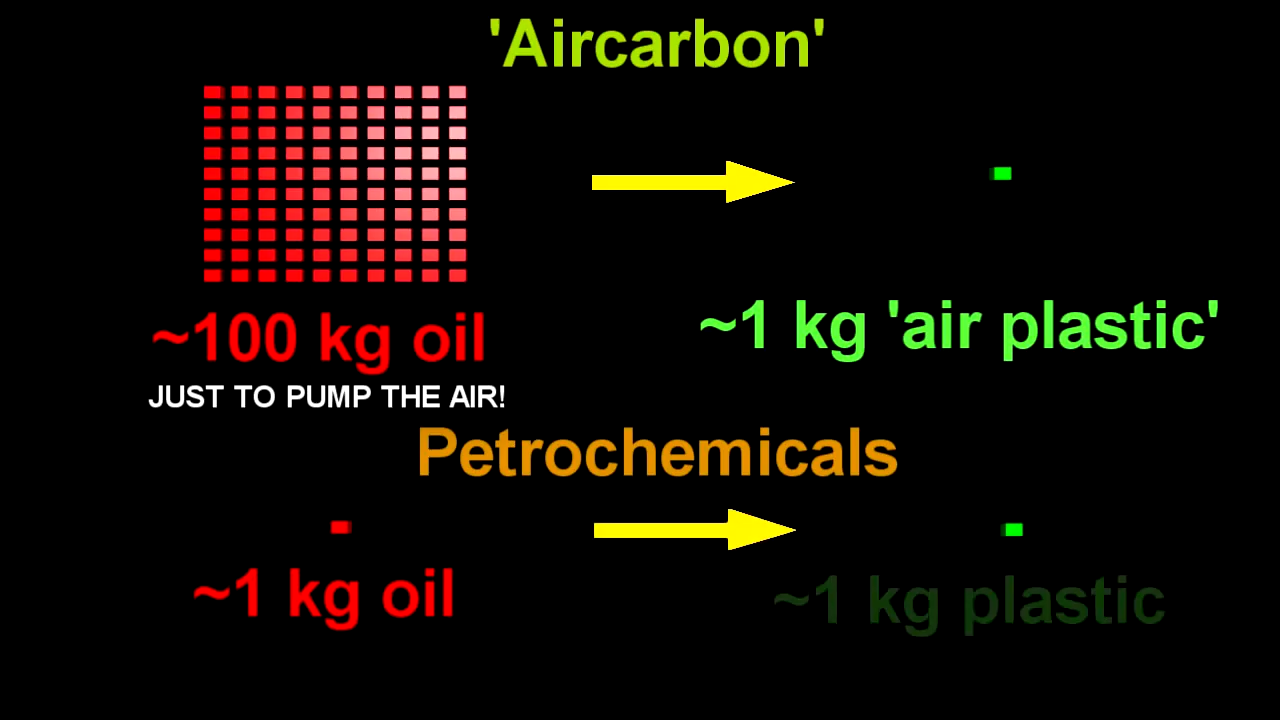 'Aircarbon'
~100 kg oil
~1 kg 'air plastic'
JUST TO PUMP THE AIR!
Petrochemicals
~1 kg oil
~1 kg plastic